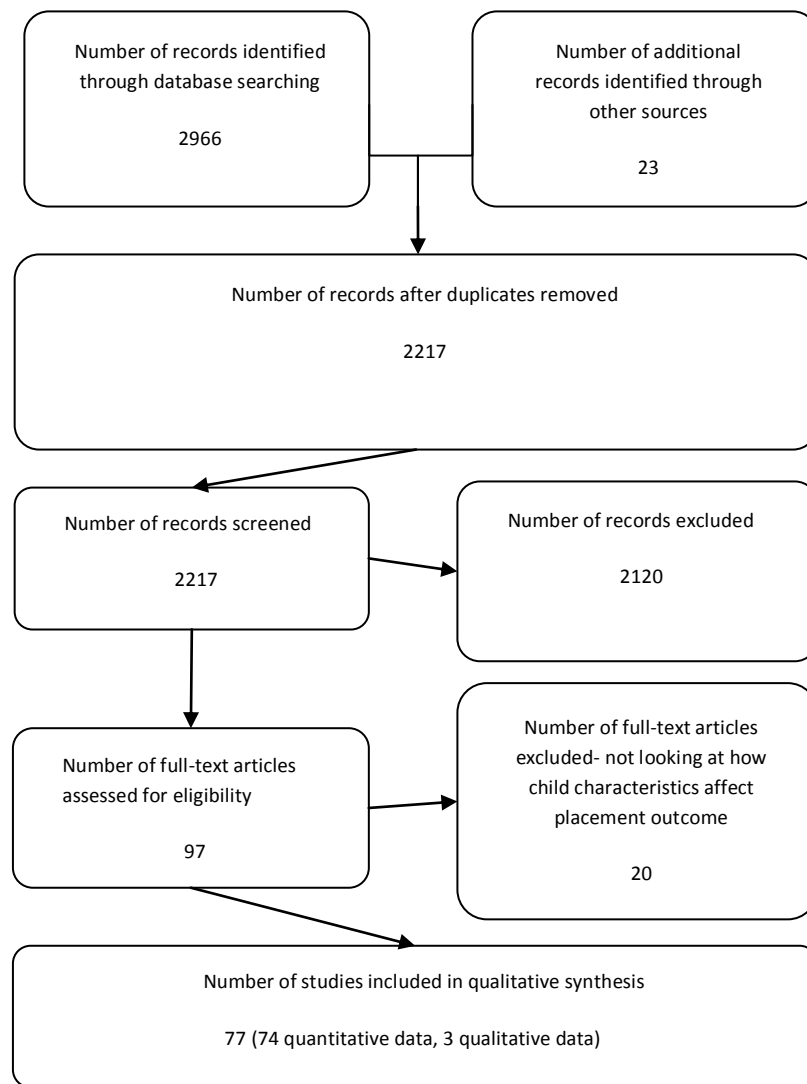 Number of records identified
through database searching
2966
Number of additional
records identified through
other sources
23
Number of records after duplicates removed
2217
Number of records screened
2217
Number of records excluded
2120
Number of full-text articles
assessed for eligibility
97
Number of full-text articles
excluded- not looking at how
child characteristics affect
placement outcome
20
Number of studies included in qualitative synthesis
77 (74 quantitative data, 3 qualitative data)